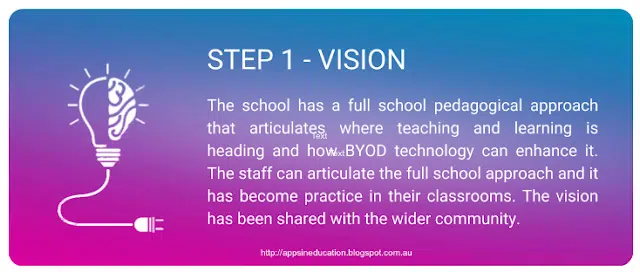 STEP 1 - VISION
The school has a full school pedagogical approach
that articulates where teaching and learning is
Text
heading and how BYOD technology can enhance it.
Text
The staff can articulate the full school approach and it
has become practice in their classrooms. The vision
has been shared with the wider community.
http://appsineducation.blogspot.com.au